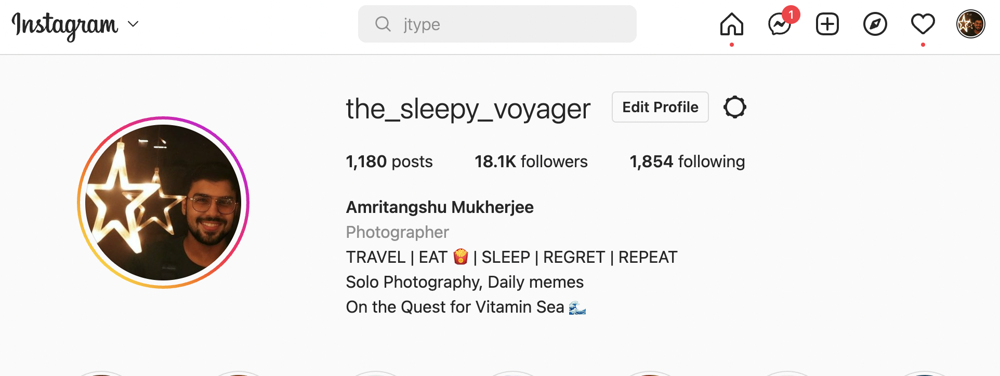 Instagram
jtype
1
the_sleepy_voyager
Edit Profile
1,180 posts 18.1K followers 1,854 following
Amritangshu Mukherjee
Photographer
TRAVEL | EAT 🍟 | SLEEP | REGRET | REPEAT
Solo Photography, Daily memes
On the Quest for Vitamin Sea 🌊